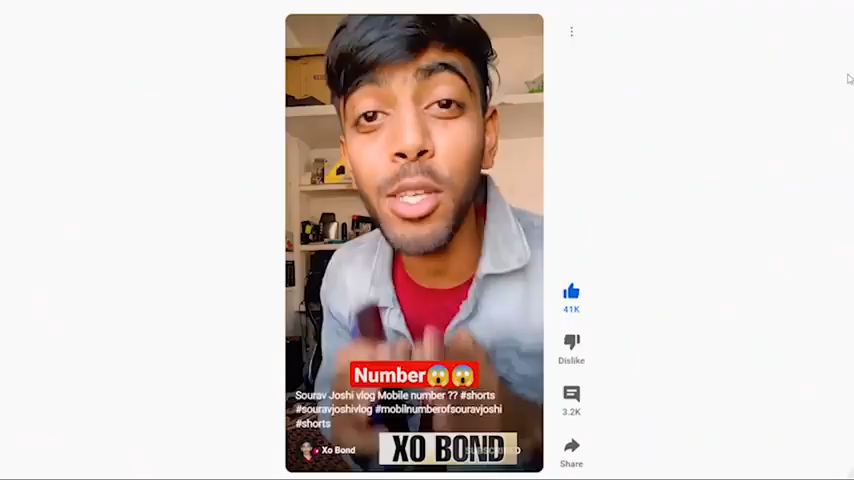 Number😱😱
Sourav Joshi vlog Mobile number ?? #shorts
#souravjoshivlog #mobilnumberofsouravjoshi
#shorts
Xo Bond
XO BOND
SUBSCRIBED
41K
Dislike
3.2K
Share